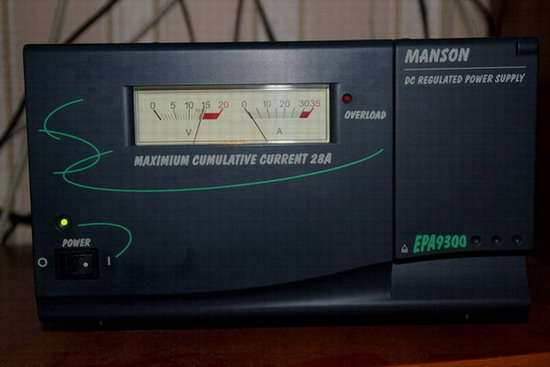 MANSON
DC REGULATED POWER SUPPLY
0 5 10 15 20
0 10 20 30 35
V
A
OVERLOAD
MAXIMIUM CUMULATIVE CURRENT 28A
POWER
O I
EPA9300